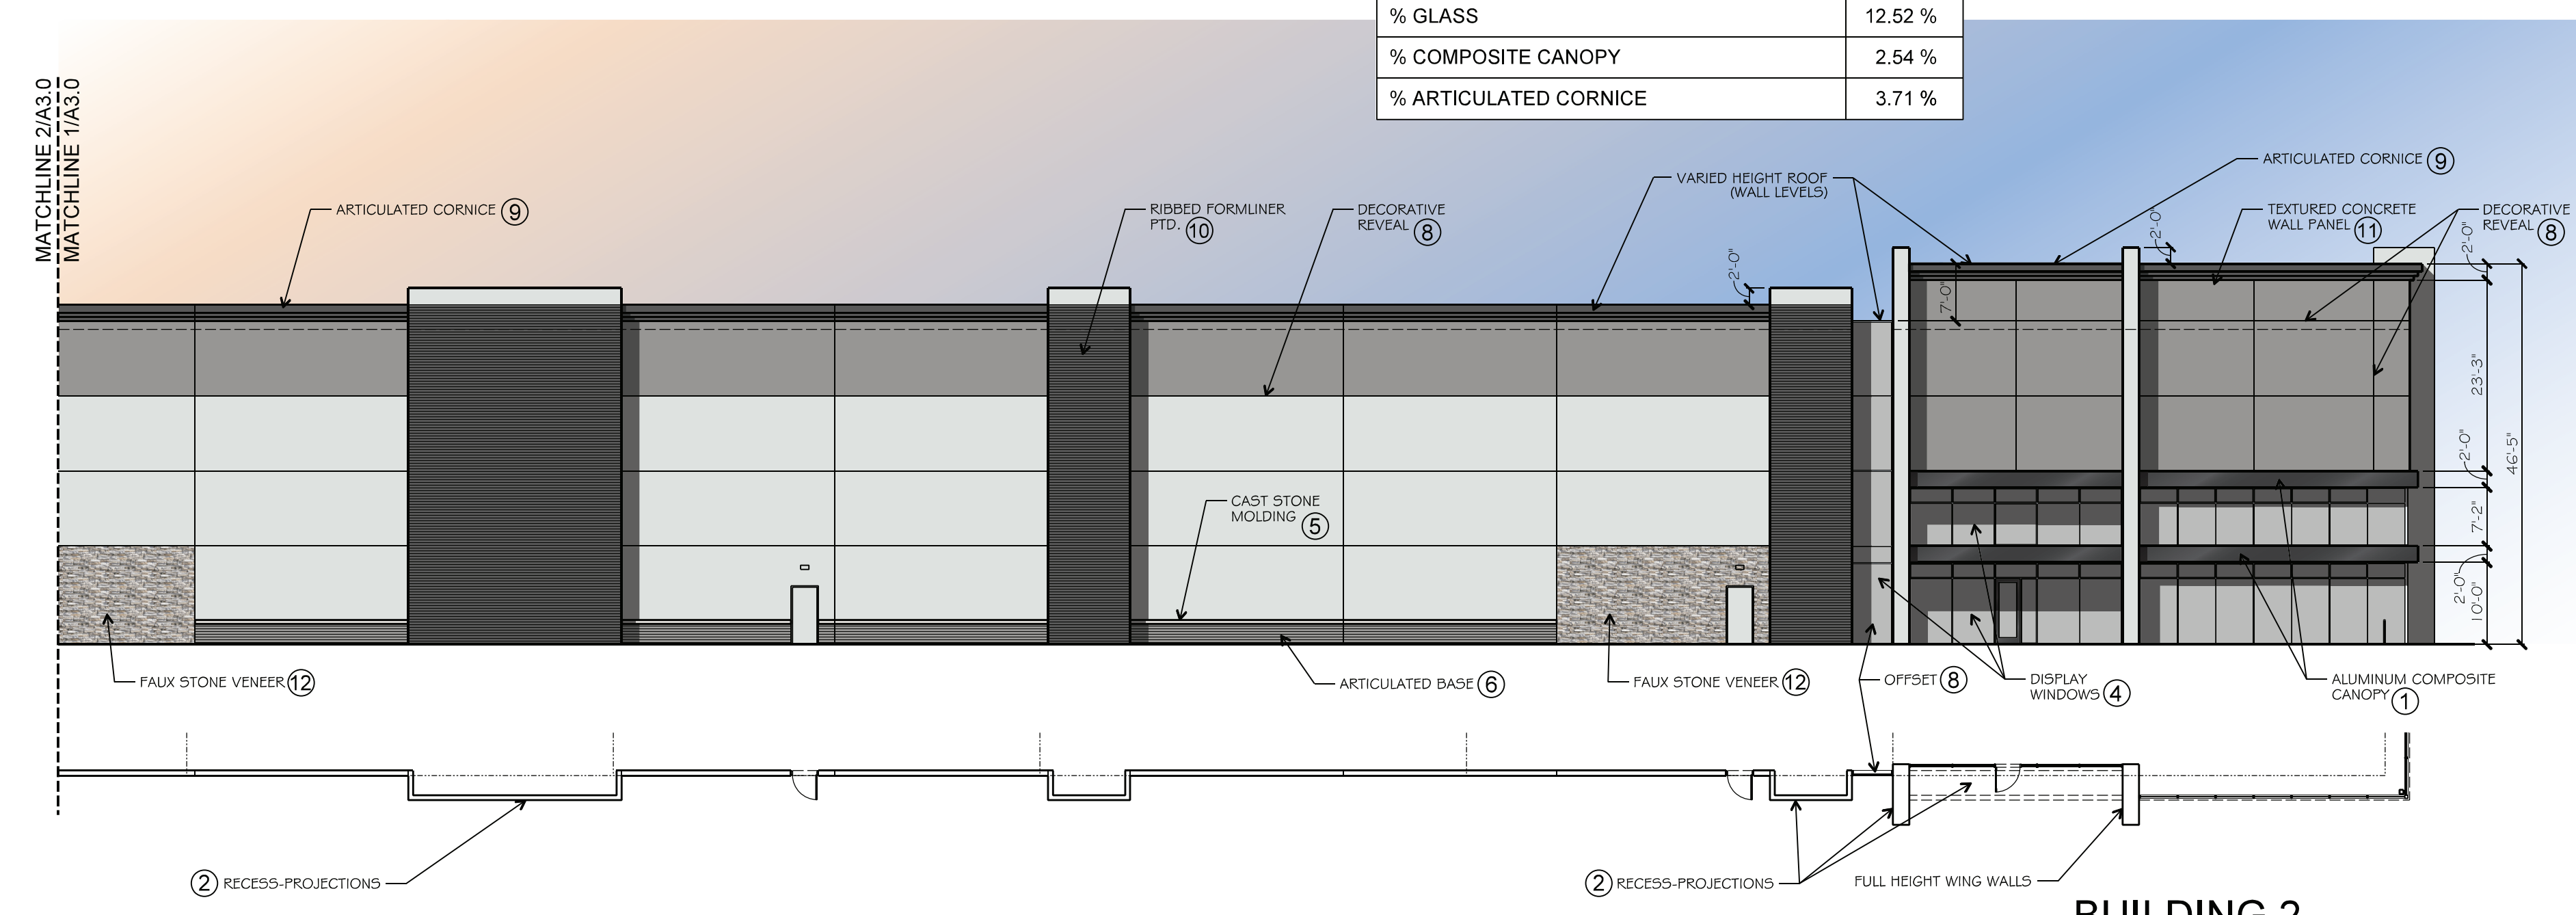 % GLASS 12.52 %
% COMPOSITE CANOPY 2.54 %
% ARTICULATED CORNICE 3.71 %
MATCHLINE 2/A3.0
MATCHLINE 1/A3.0
ARTICULATED CORNICE 9
RIBBED FORMLINER
PTD. 10
DECORATIVE
REVEAL 8
VARIED HEIGHT ROOF
(WALL LEVELS)
ARTICULATED CORNICE 9
TEXTURED CONCRETE
WALL PANEL 11
DECORATIVE
REVEAL 8
2'-0"
7'-0"
2'-0"
2'-0"
23'-3"
2'-0"
46'-5"
7'-2"
2'-0"
10'-0"
CAST STONE
MOLDING 5
FAUX STONE VENEER 12
ARTICULATED BASE 6
FAUX STONE VENEER 12
OFFSET 8
DISPLAY
WINDOWS 4
ALUMINUM COMPOSITE
CANOPY 1
2 RECESS-PROJECTIONS
2 RECESS-PROJECTIONS
FULL HEIGHT WING WALLS
BUILDING 2